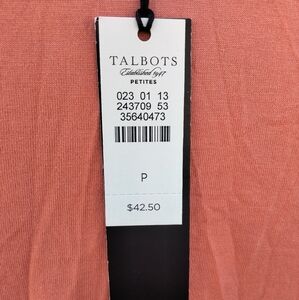 TALBOTS
Established 1947
PETITES
023 01 13
243709 53
35640473
P
$42.50